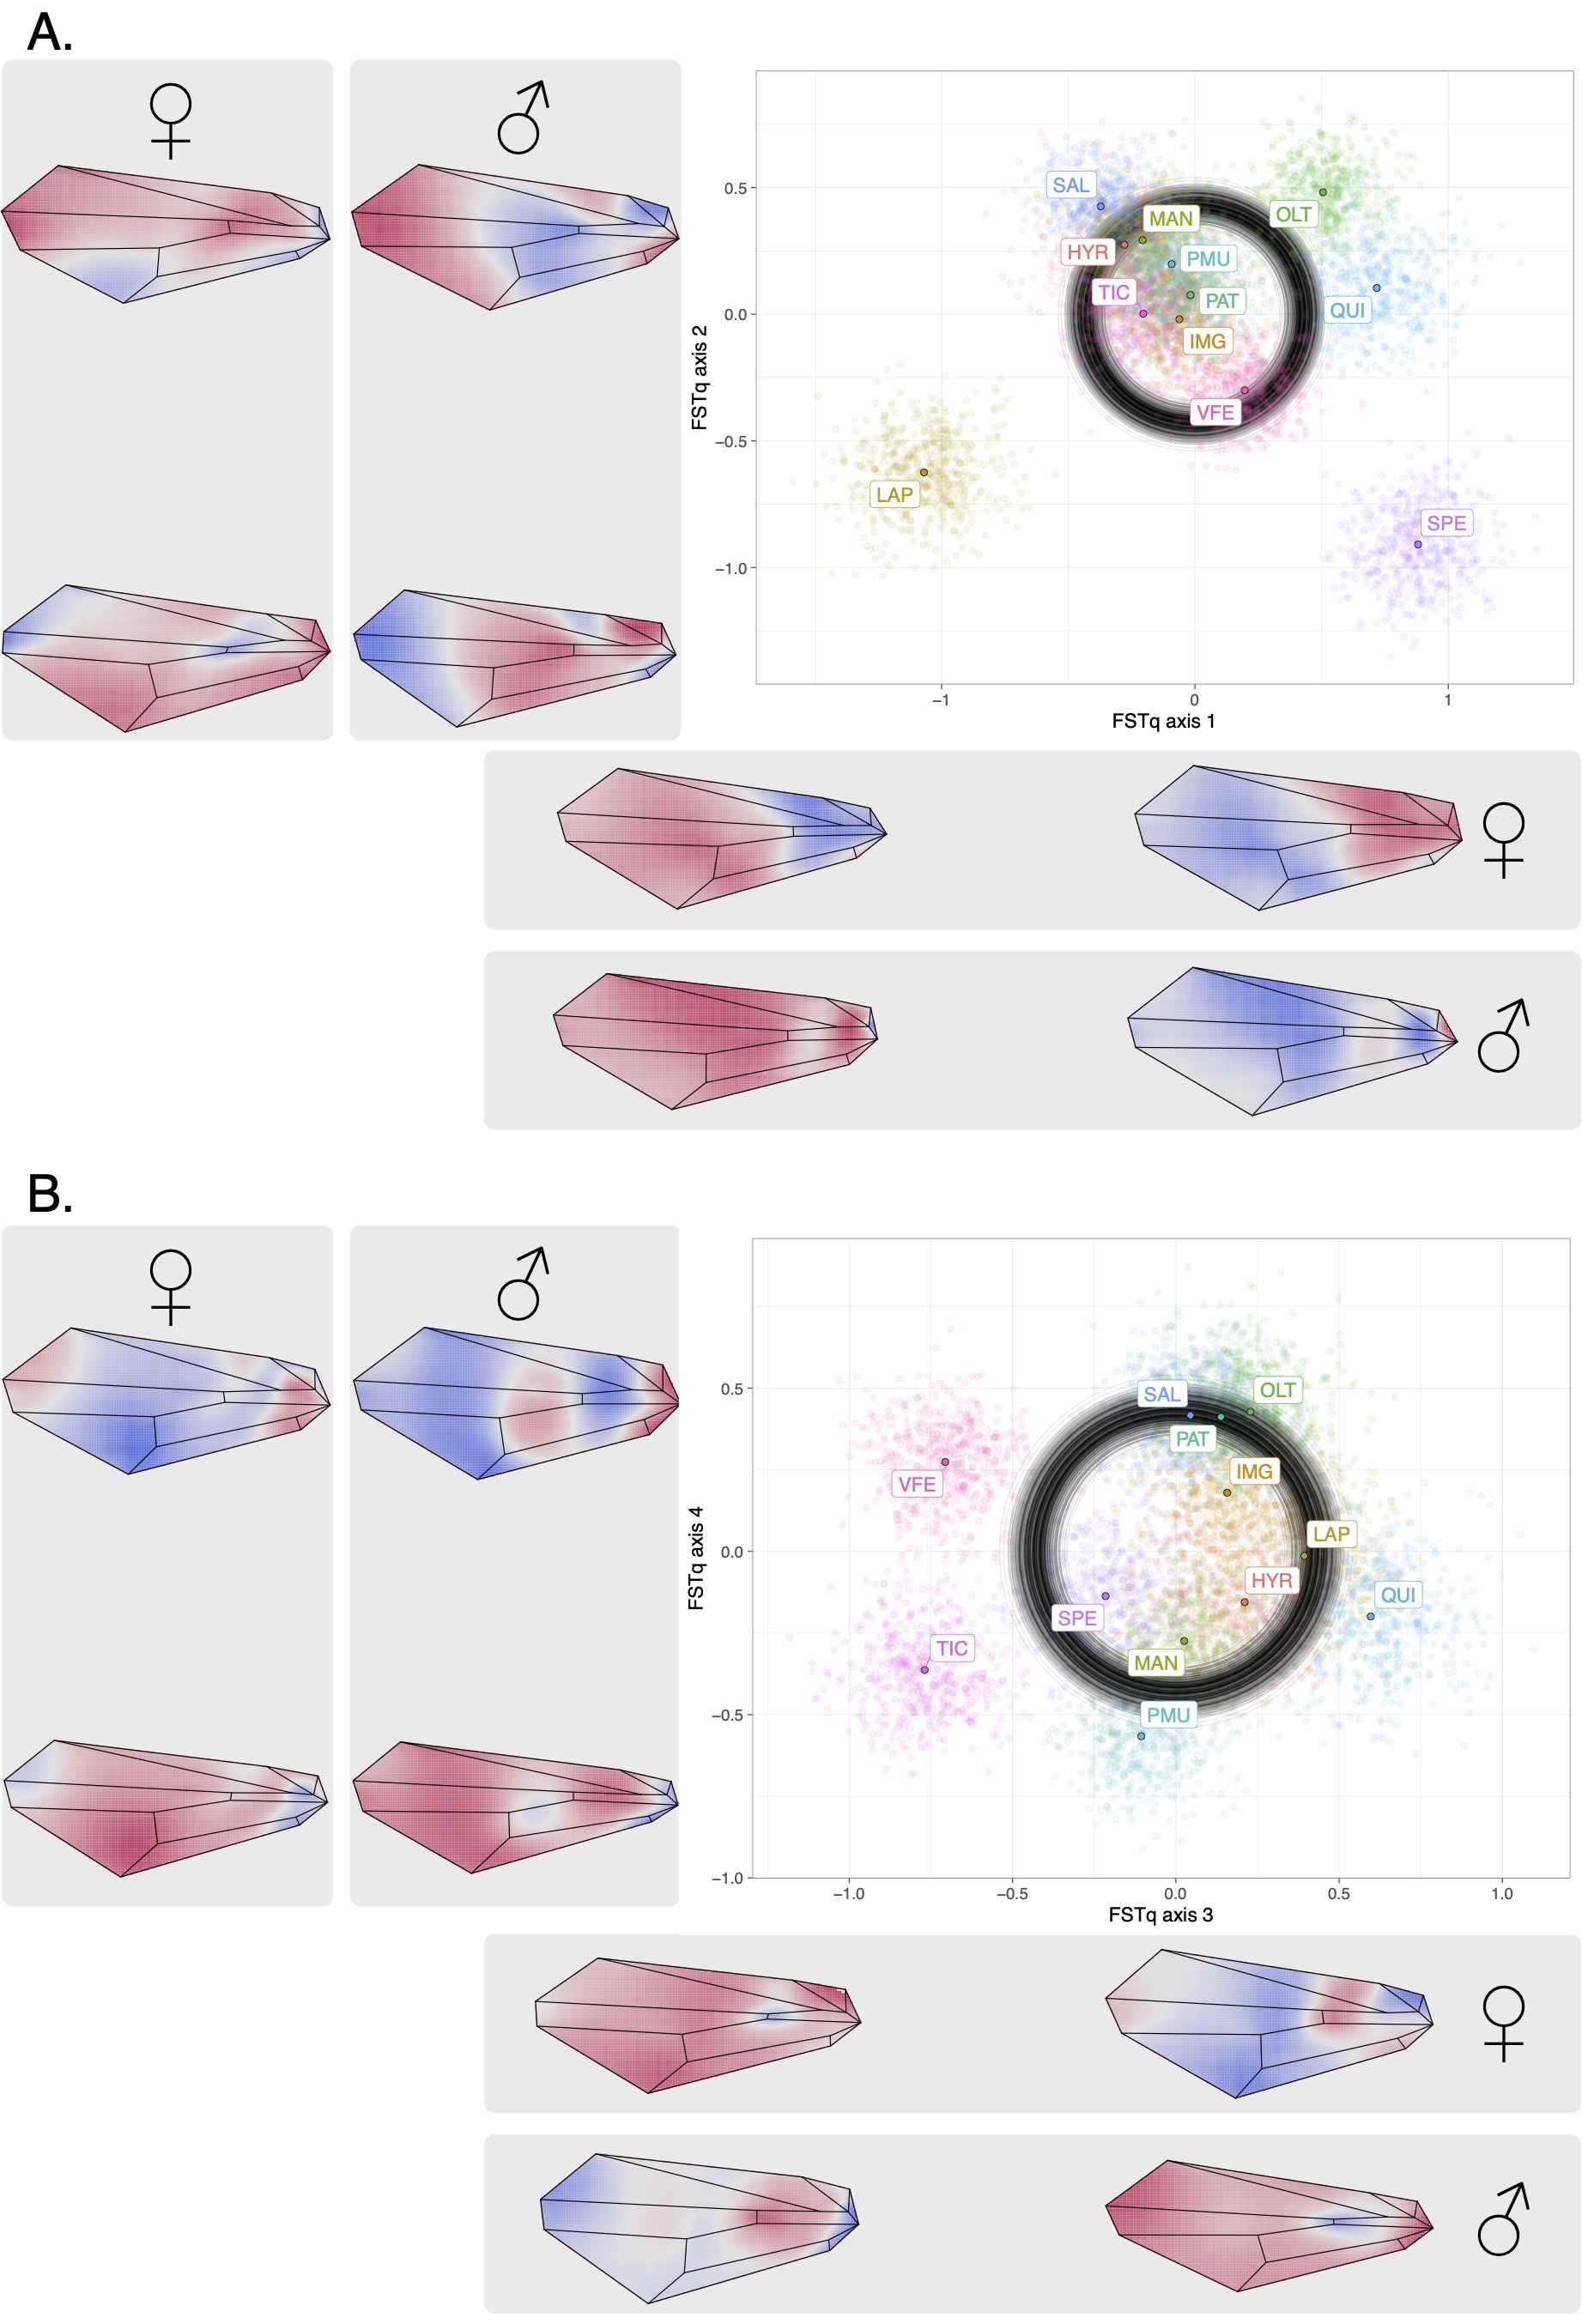 A.
♀ ♂
0.5
0.0
−0.5
−1.0
FSTq axis 2
SAL
OLT
MAN
HYR
PMU
TIC
PAT
QUI
IMG
VFE
LAP
SPE
−1 0 1
FSTq axis 1
♀
♂
B.
♀ ♂
0.5
0.0
−0.5
−1.0
FSTq axis 4
SAL
OLT
PAT
IMG
VFE
LAP
HYR
QUI
SPE
TIC
MAN
PMU
−1.0 −0.5 0.0 0.5 1.0
FSTq axis 3
♀
♂